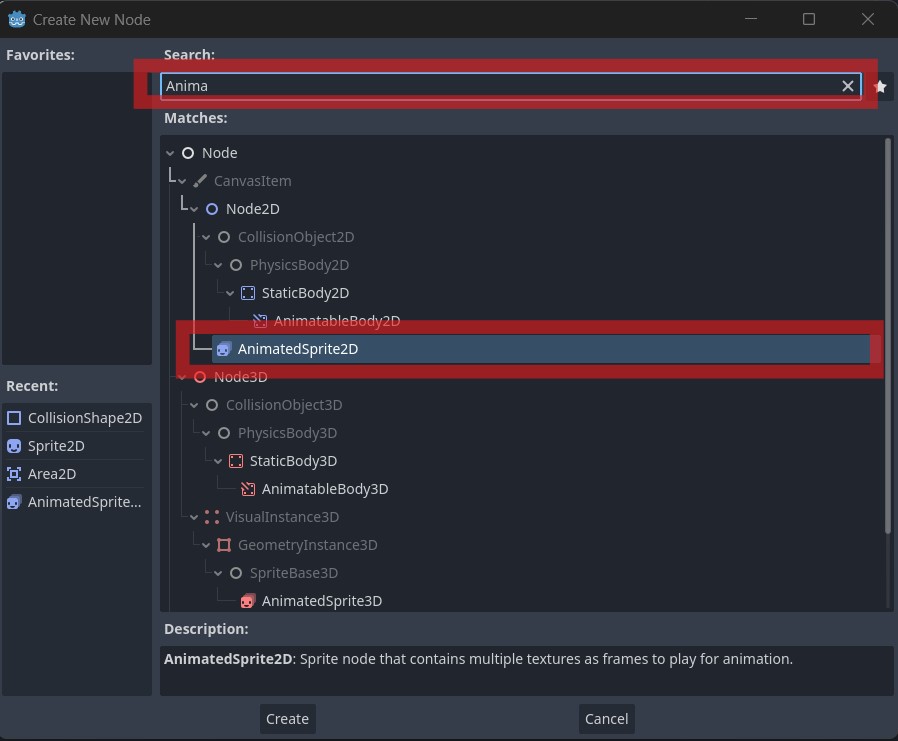 Create New Node
Favorites:
Search:
Anima
Matches:
Node
CanvasItem
Node2D
CollisionObject2D
PhysicsBody2D
StaticBody2D
AnimatableBody2D
AnimatedSprite2D
Node3D
CollisionObject3D
PhysicsBody3D
StaticBody3D
AnimatableBody3D
VisualInstance3D
GeometryInstance3D
SpriteBase3D
AnimatedSprite3D
Recent:
CollisionShape2D
Sprite2D
Area2D
AnimatedSprite...
Description:
AnimatedSprite2D: Sprite node that contains multiple textures as frames to play for animation.
Create
Cancel